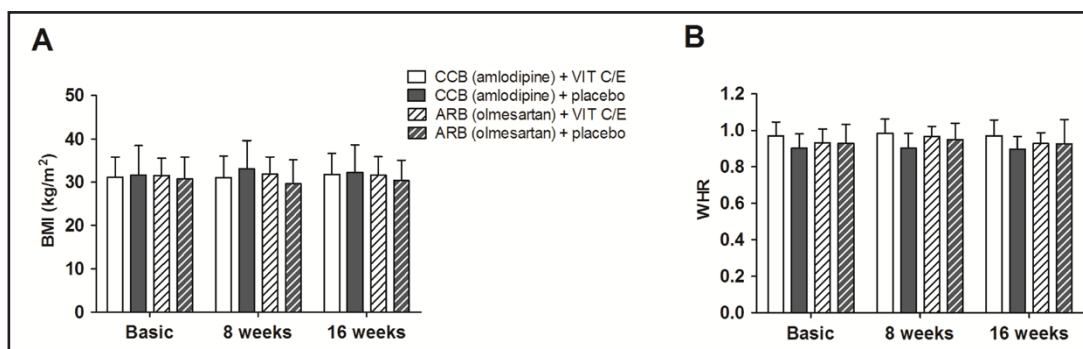 A
CCB (amlodipine) + VIT C/E
CCB (amlodipine) + placebo
ARB (olmesartan) + VIT C/E
ARB (olmesartan) + placebo
BMI (kg/m²)
50
40
30
20
10
0
Basic 8 weeks 16 weeks
B
WHR
1.2
1.0
0.8
0.6
0.4
0.2
0.0
Basic 8 weeks 16 weeks